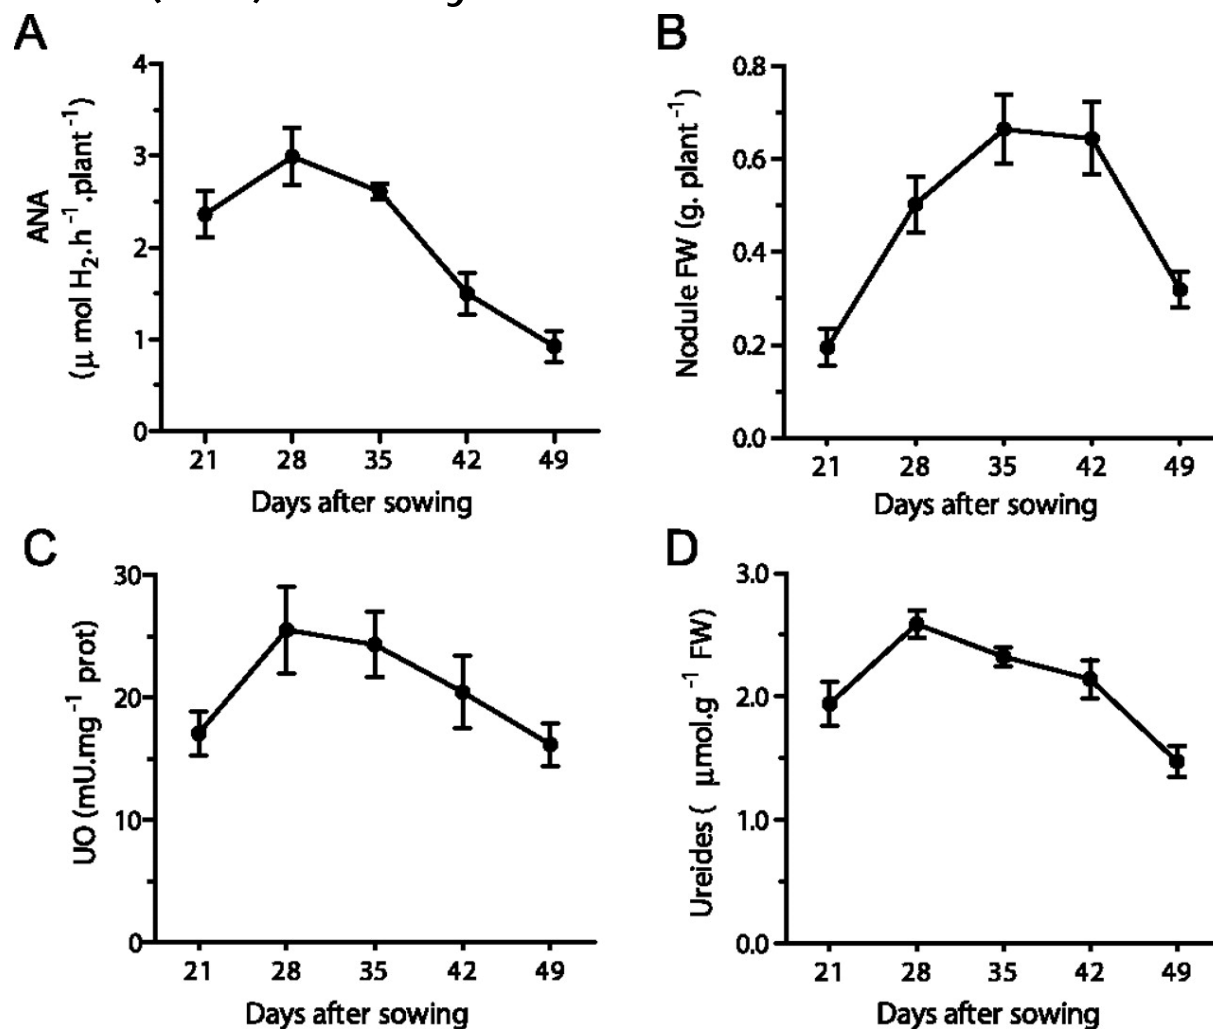 A
4
3
2
1
0
ANA
(μ mol H₂.h⁻¹.plant⁻¹)
21 28 35 42 49
Days after sowing
B
0.8
0.6
0.4
0.2
0.0
Nodule FW (g. plant⁻¹)
21 28 35 42 49
Days after sowing
C
30
20
10
0
UO (mU.mg⁻¹ prot)
21 28 35 42 49
Days after sowing
D
3.0
2.0
1.0
0.0
Ureides ( μmol.g⁻¹ FW)
21 28 35 42 49
Days after sowing